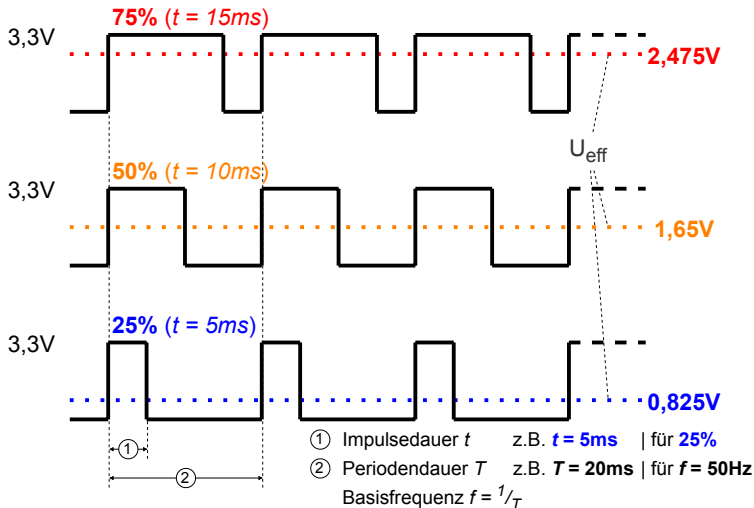 75% (t = 15ms)
3,3V
2,475V
U_eff
50% (t = 10ms)
3,3V
1,65V
25% (t = 5ms)
3,3V
0,825V
① Impulsedauer t z.B. t = 5ms | für 25%
② Periodendauer T z.B. T = 20ms | für f = 50Hz
Basisfrequenz f = 1/T
①
②